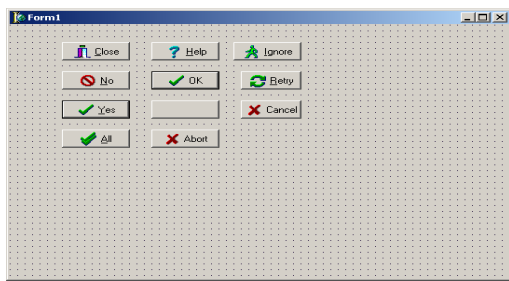 Form1
Close Help Ignore
No OK Retry
Yes Cancel
All Abort